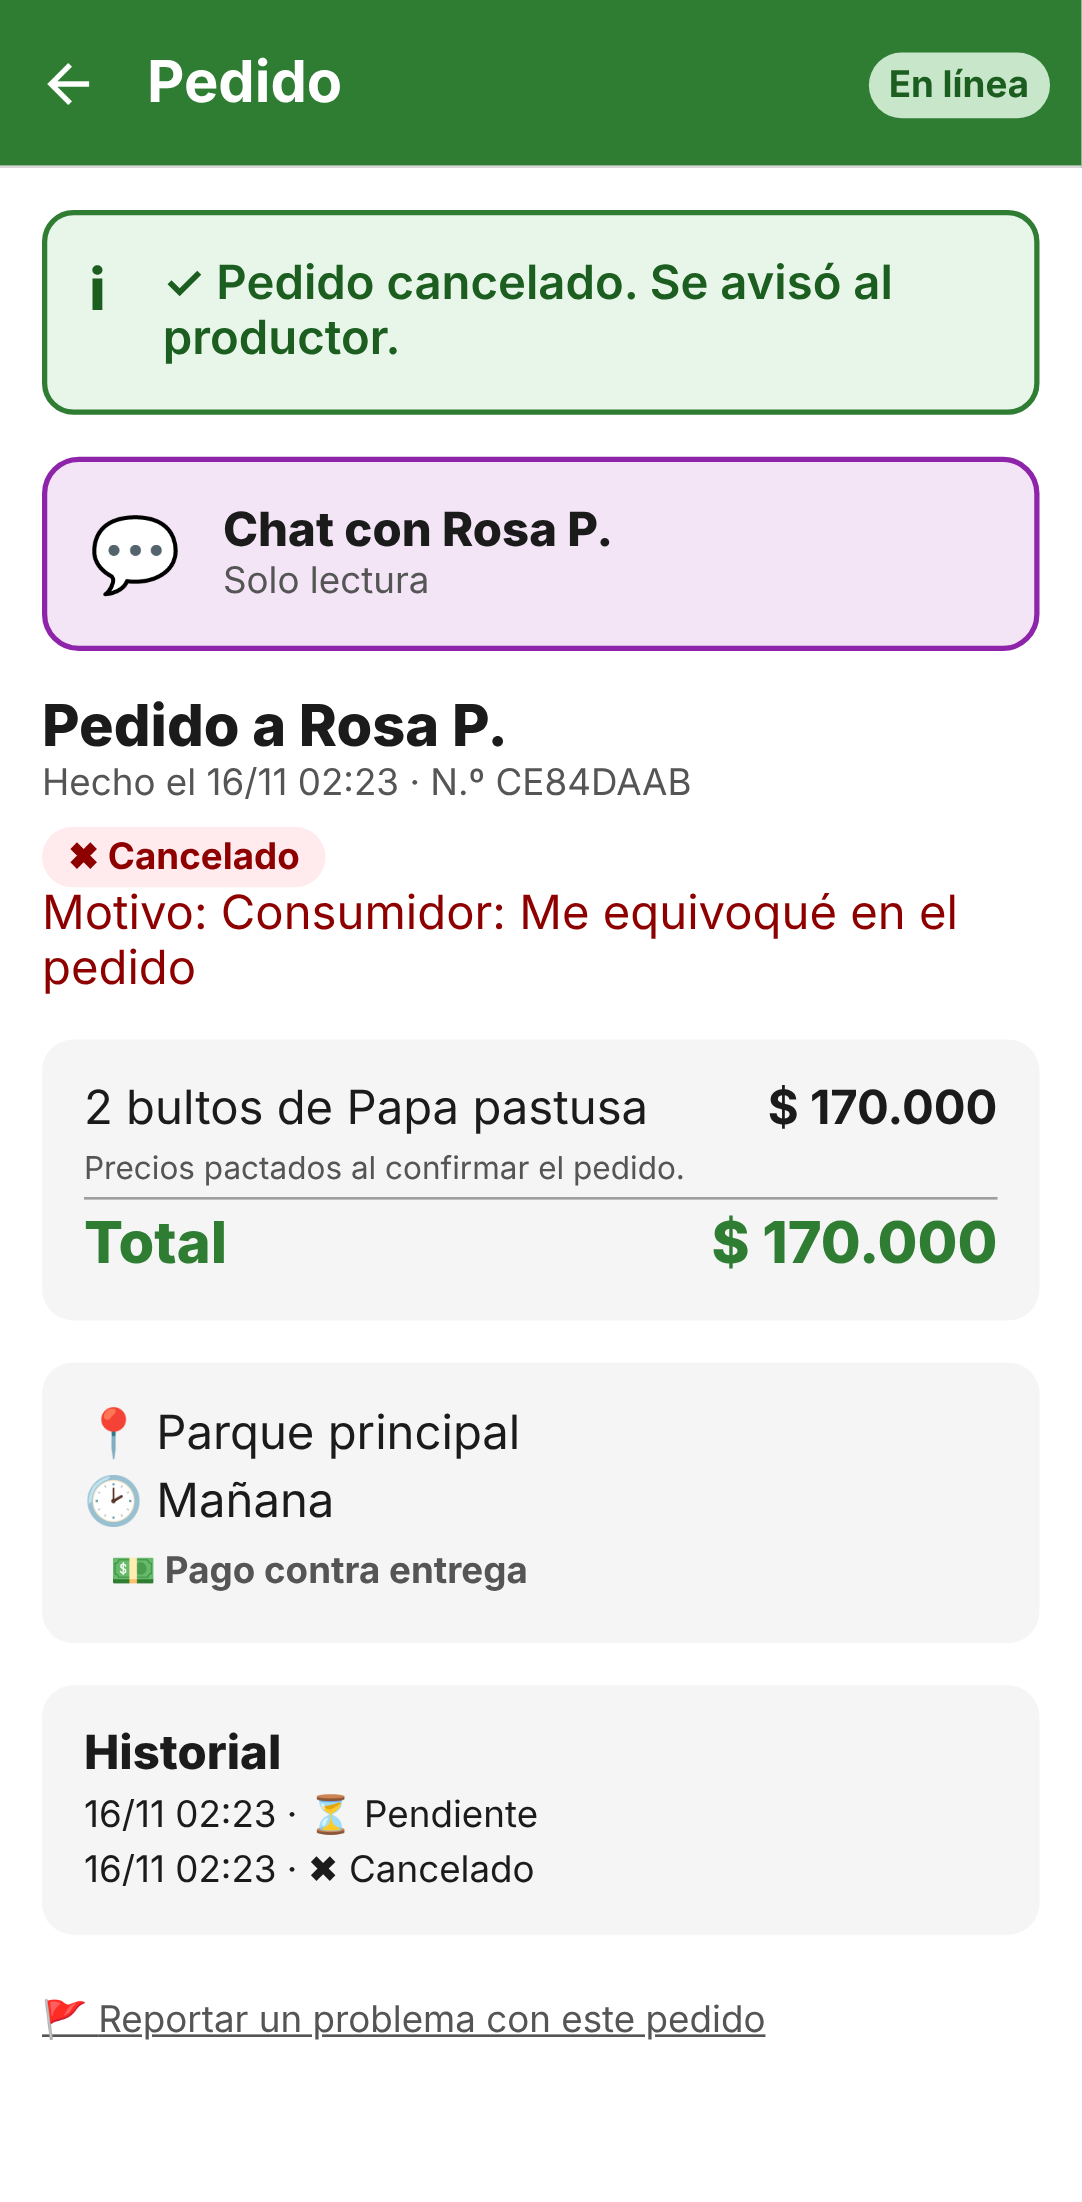 Pedido
En línea
✓ Pedido cancelado. Se avisó al
productor.
Chat con Rosa P.
Solo lectura
Pedido a Rosa P.
Hecho el 16/11 02:23 · N.º CE84DAAB
✖ Cancelado
Motivo: Consumidor: Me equivoqué en el
pedido
2 bultos de Papa pastusa $ 170.000
Precios pactados al confirmar el pedido.
Total $ 170.000
📍 Parque principal
🕑 Mañana
💵 Pago contra entrega
Historial
16/11 02:23 · ⏳ Pendiente
16/11 02:23 · ✖ Cancelado
🚩 Reportar un problema con este pedido